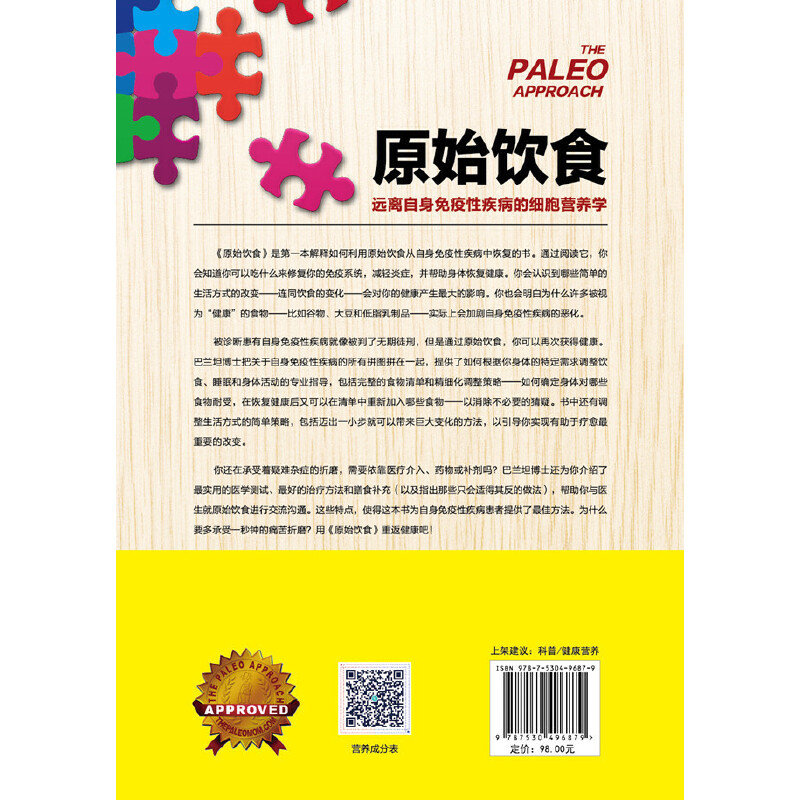 THE
PALEO
APPROACH
原始饮食
远离自身免疫性疾病的细胞营养学
《原始饮食》是第一本解释如何利用原始饮食从自身免疫性疾病中恢复的书。通过阅读它，你
会知道你可以吃什么来修复你的免疫系统，减轻炎症，并帮助身体恢复健康。你会认识到哪些简单的
生活方式的改变——连同饮食的变化——会对你的健康产生最大的影响。你也会明白为什么许多被视
为“健康”的食物——比如谷物、大豆和低脂乳制品——实际上会加剧自身免疫性疾病的恶化。
被诊断患有自身免疫性疾病就像被判了无期徒刑，但是通过原始饮食，你可以再次获得健康。
巴兰坦博士把关于自身免疫性疾病的所有拼图拼在一起，提供了如何根据你身体的特定需求调整饮
食、睡眠和身体活动的专业指导，包括完整的食物清单和精细化调整策略——如何确定身体对哪些
食物耐受，在恢复健康后又可以在清单中重新加入哪些食物——以消除不必要的猜疑。书中还有调
整生活方式的简单策略，包括迈出一小步就可以带来巨大变化的方法，以引导你实现有助于疗愈最
重要的改变。
你还在承受着疑难杂症的折磨，需要依靠医疗介入、药物或补剂吗？巴兰坦博士还为你介绍了
最实用的医学测试、最好的治疗方法和膳食补充（以及指出那些只会适得其反的做法），帮助你与医
生就原始饮食进行交流沟通。这些特点，使得这本书为自身免疫性疾病患者提供了最佳方法。为什么
要多承受一秒钟的痛苦折磨？用《原始饮食》重返健康吧！
THE PALEO APPROACH
APPROVED
THEPALEOMOM.COM
营养成分表
上架建议：科普/健康营养
ISBN 978-7-5304-9687-9
9 787530 496879 >
定价：98.00元